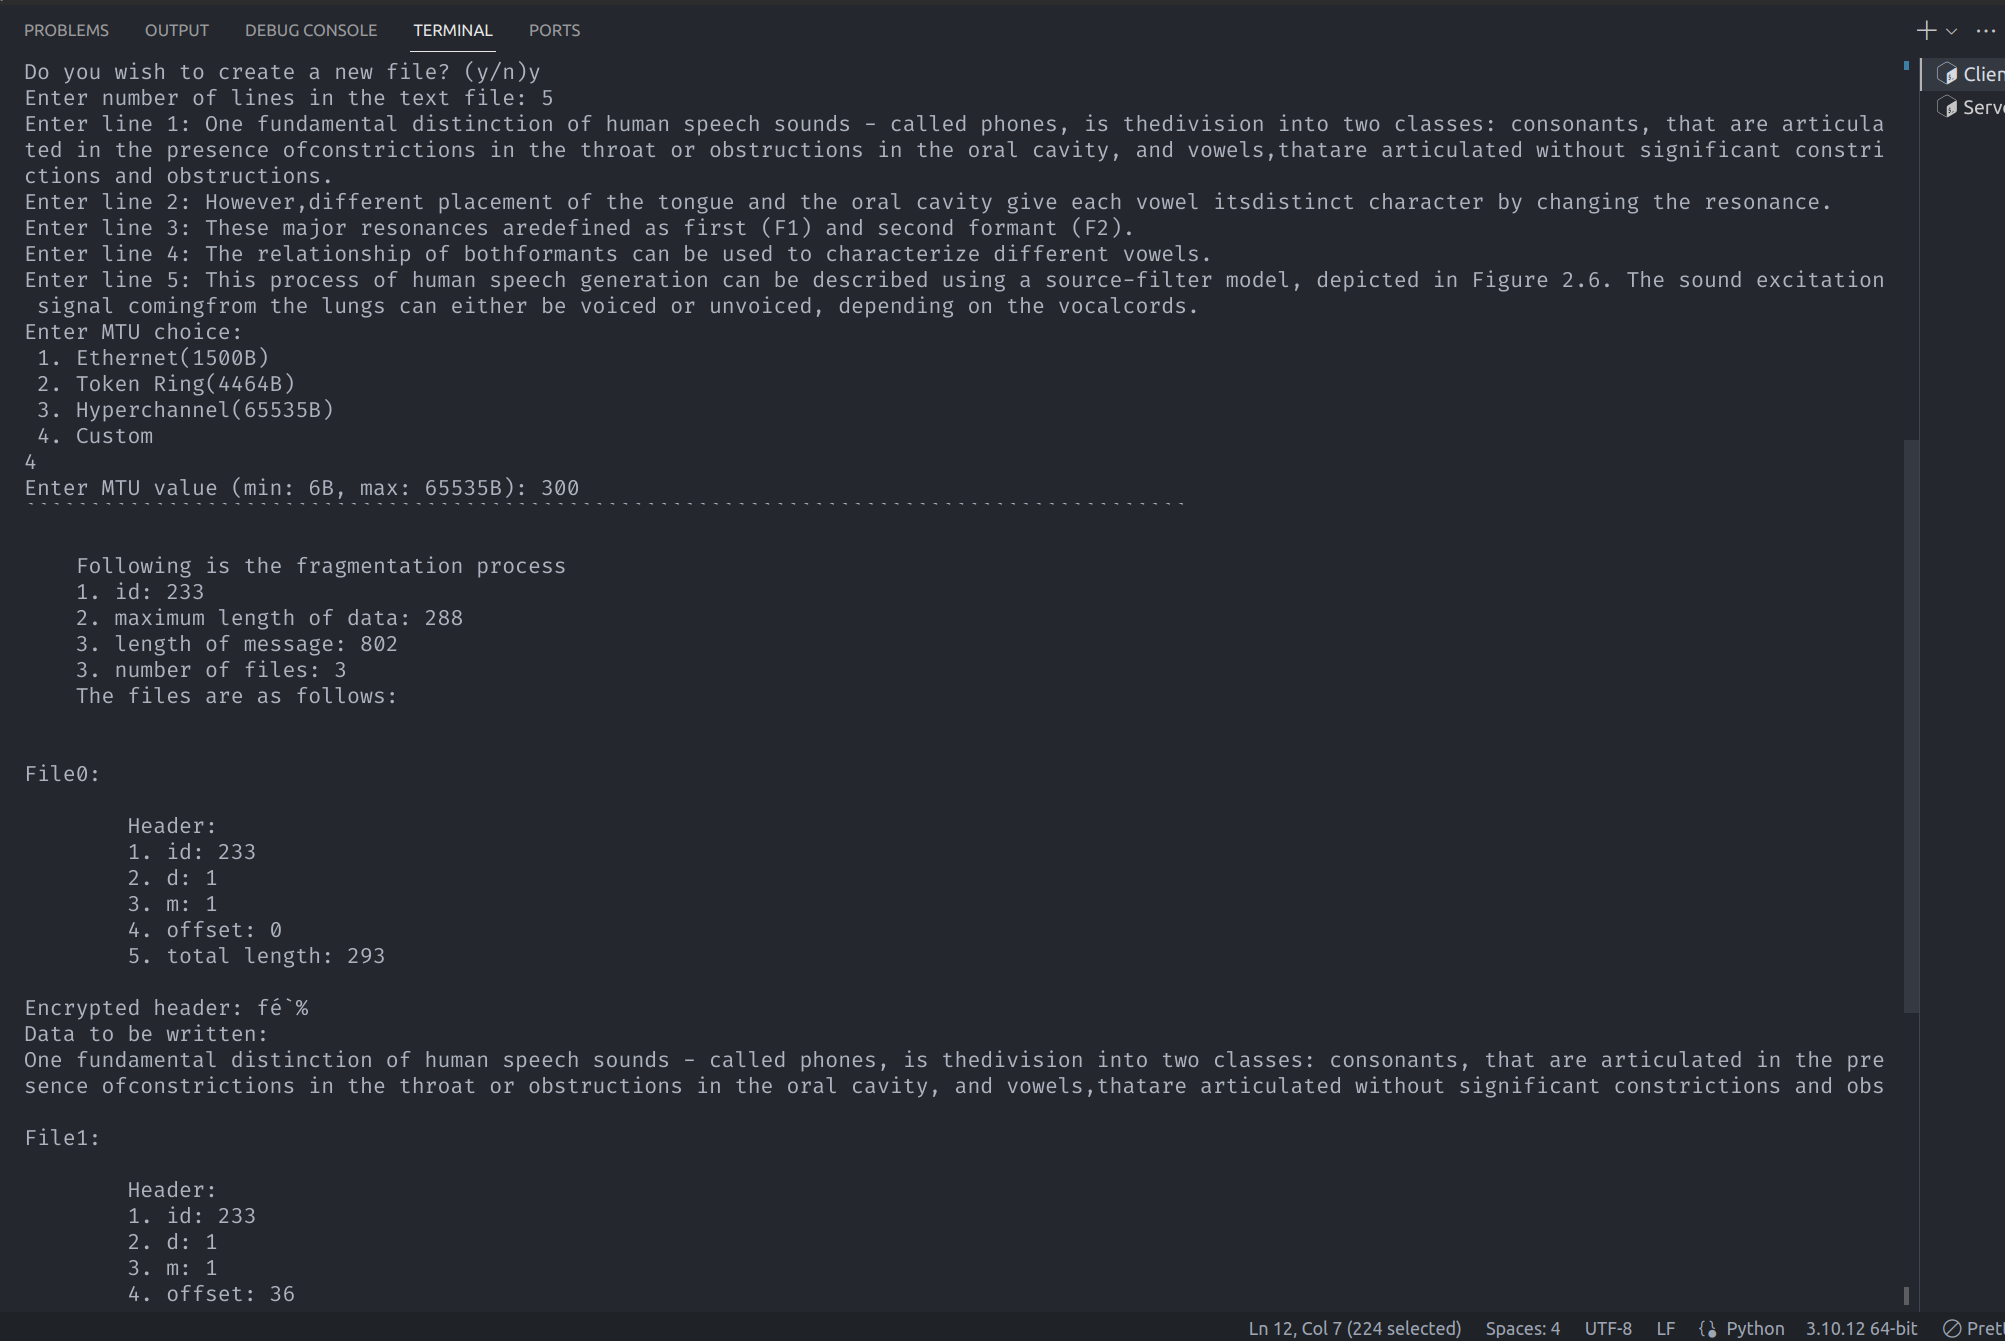 PROBLEMS OUTPUT DEBUG CONSOLE TERMINAL PORTS
Do you wish to create a new file? (y/n)y
Enter number of lines in the text file: 5
Enter line 1: One fundamental distinction of human speech sounds - called phones, is thedivision into two classes: consonants, that are articula
ted in the presence ofconstrictions in the throat or obstructions in the oral cavity, and vowels,thatare articulated without significant constri
ctions and obstructions.
Enter line 2: However,different placement of the tongue and the oral cavity give each vowel itsdistinct character by changing the resonance.
Enter line 3: These major resonances aredefined as first (F1) and second formant (F2).
Enter line 4: The relationship of bothformants can be used to characterize different vowels.
Enter line 5: This process of human speech generation can be described using a source-filter model, depicted in Figure 2.6. The sound excitation
signal comingfrom the lungs can either be voiced or unvoiced, depending on the vocalcords.
Enter MTU choice:
1. Ethernet(1500B)
2. Token Ring(4464B)
3. Hyperchannel(65535B)
4. Custom
4
Enter MTU value (min: 6B, max: 65535B): 300
Following is the fragmentation process
1. id: 233
2. maximum length of data: 288
3. length of message: 802
3. number of files: 3
The files are as follows:
File0:
Header:
1. id: 233
2. d: 1
3. m: 1
4. offset: 0
5. total length: 293
Encrypted header: fé`%
Data to be written:
One fundamental distinction of human speech sounds - called phones, is thedivision into two classes: consonants, that are articulated in the pre
sence ofconstrictions in the throat or obstructions in the oral cavity, and vowels,thatare articulated without significant constrictions and obs
File1:
Header:
1. id: 233
2. d: 1
3. m: 1
4. offset: 36
Clien
Serve
Ln 12, Col 7 (224 selected) Spaces: 4 UTF-8 LF Python 3.10.12 64-bit Pret